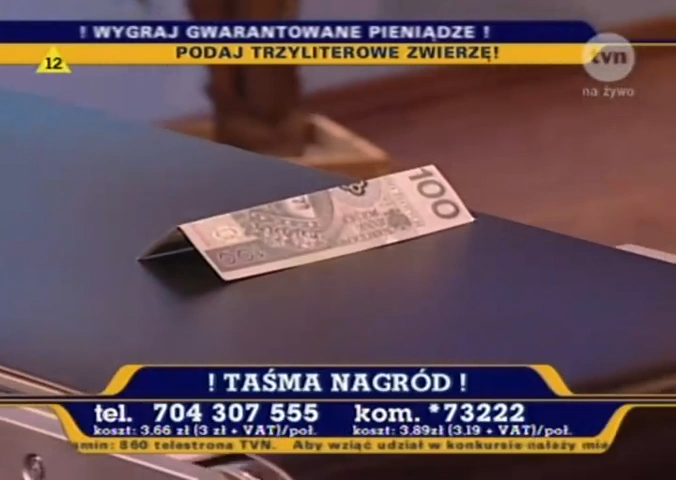 ! WYGRAJ GWARANTOWANE PIENIĄDZE !
PODAJ TRZYLITEROWE ZWIERZĘ!
12
tvn
na żywo
100
100
! TAŚMA NAGRÓD !
tel. 704 307 555 kom. *73222
koszt: 3.66 zł (3 zł + VAT)/poł. koszt: 3.89zł (3.19 + VAT)/poł.
min: 860 telestrona TVN. Aby wziąć udział w konkursie należy mie